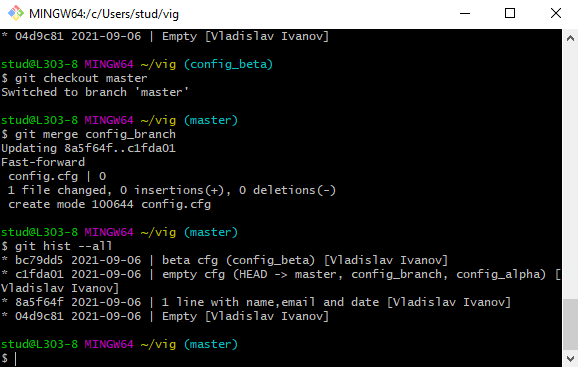 MINGW64:/c/Users/stud/vig
* 04d9c81 2021-09-06 | Empty [Vladislav Ivanov]
stud@L303-8 MINGW64 ~/vig (config_beta)
$ git checkout master
Switched to branch 'master'
stud@L303-8 MINGW64 ~/vig (master)
$ git merge config_branch
Updating 8a5f64f..c1fda01
Fast-forward
 config.cfg | 0
 1 file changed, 0 insertions(+), 0 deletions(-)
 create mode 100644 config.cfg
stud@L303-8 MINGW64 ~/vig (master)
$ git hist --all
* bc79dd5 2021-09-06 | beta cfg (config_beta) [Vladislav Ivanov]
* c1fda01 2021-09-06 | empty cfg (HEAD -> master, config_branch, config_alpha) [
Vladislav Ivanov]
* 8a5f64f 2021-09-06 | 1 line with name,email and date [Vladislav Ivanov]
* 04d9c81 2021-09-06 | Empty [Vladislav Ivanov]
stud@L303-8 MINGW64 ~/vig (master)
$